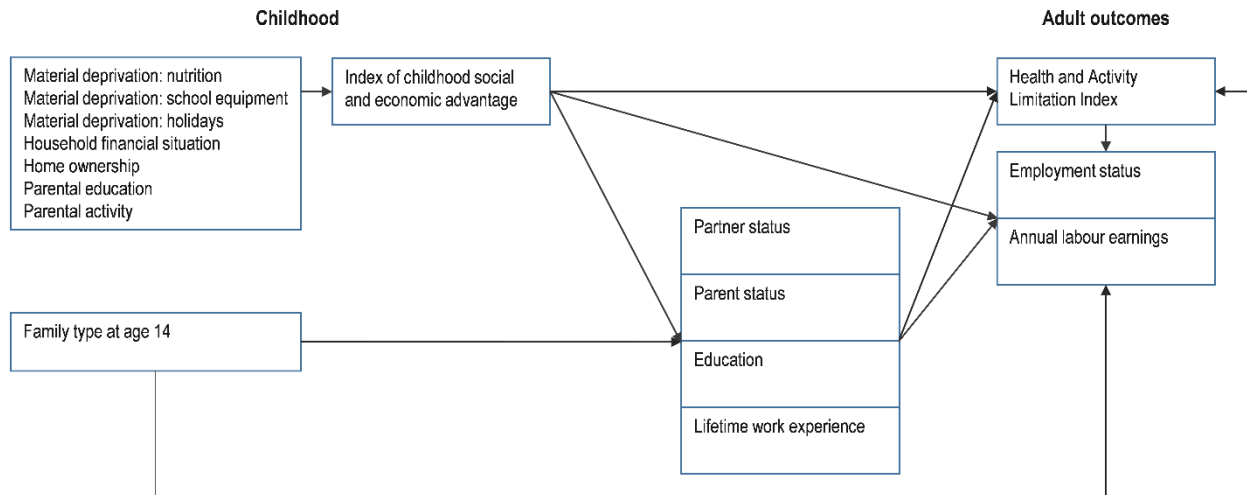 Childhood
Adult outcomes
Material deprivation: nutrition
Material deprivation: school equipment
Material deprivation: holidays
Household financial situation
Home ownership
Parental education
Parental activity
Index of childhood social
and economic advantage
Health and Activity
Limitation Index
Employment status
Annual labour earnings
Partner status
Parent status
Education
Lifetime work experience
Family type at age 14